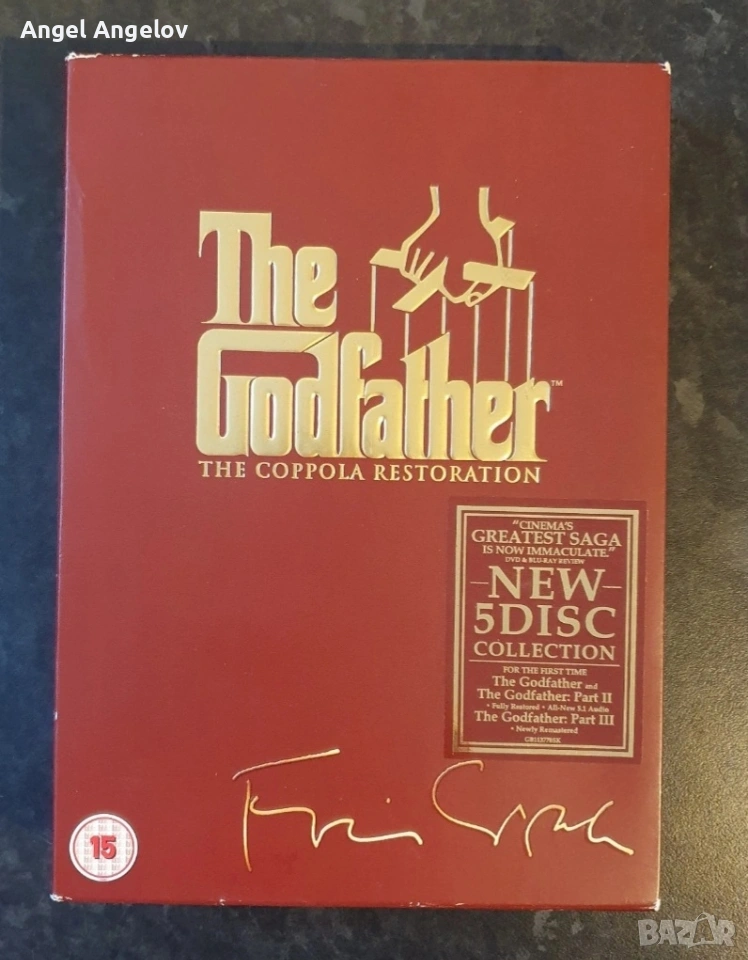 Angel Angelov
The
Godfather™
THE COPPOLA RESTORATION
"CINEMA'S
GREATEST SAGA
IS NOW IMMACULATE."
DVD & BLU-RAY REVIEW
NEW
5DISC
COLLECTION
FOR THE FIRST TIME
The Godfather and
The Godfather: Part II
• Fully Restored • All-New 5.1 Audio
The Godfather: Part III
• Newly Remastered
15
BAZAR